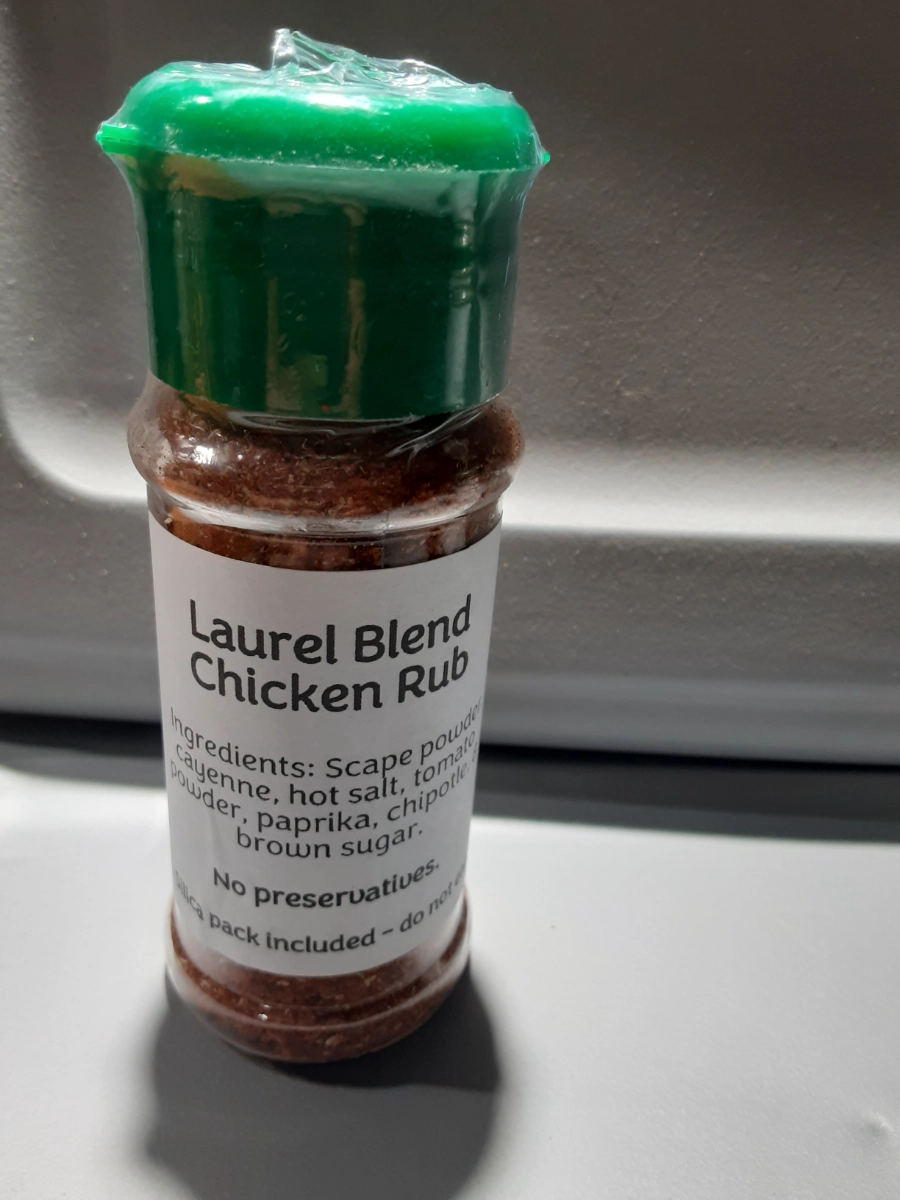 Laurel Blend
Chicken Rub
Ingredients: Scape powder,
cayenne, hot salt, tomato
powder, paprika, chipotle,
brown sugar.
No preservatives.
silica pack included - do not